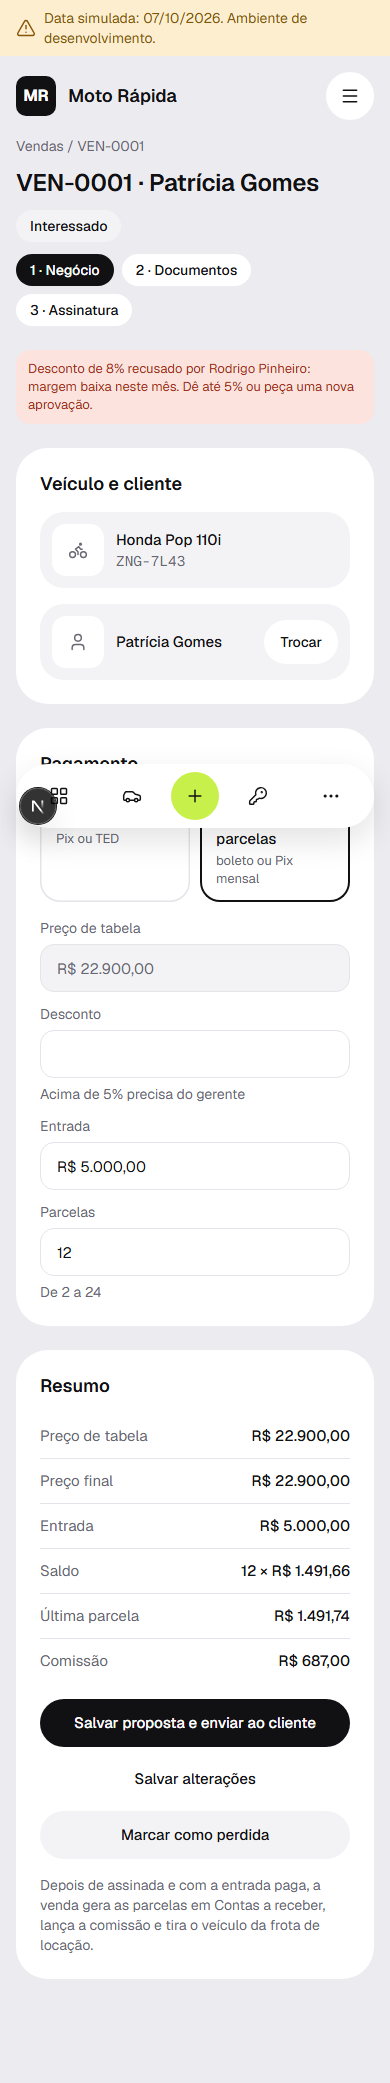 Data simulada: 07/10/2026. Ambiente de
desenvolvimento.
MR
Moto Rápida
Vendas / VEN-0001
VEN-0001 · Patrícia Gomes
Interessado
1 · Negócio
2 · Documentos
3 · Assinatura
Desconto de 8% recusado por Rodrigo Pinheiro:
margem baixa neste mês. Dê até 5% ou peça uma nova
aprovação.
Veículo e cliente
Honda Pop 110i
ZNG-7L43
Patrícia Gomes
Trocar
Pagamento
N
Pix ou TED
parcelas
boleto ou Pix
mensal
Preço de tabela
R$ 22.900,00
Desconto
Acima de 5% precisa do gerente
Entrada
R$ 5.000,00
Parcelas
12
De 2 a 24
Resumo
Preço de tabela
R$ 22.900,00
Preço final
R$ 22.900,00
Entrada
R$ 5.000,00
Saldo
12 × R$ 1.491,66
Última parcela
R$ 1.491,74
Comissão
R$ 687,00
Salvar proposta e enviar ao cliente
Salvar alterações
Marcar como perdida
Depois de assinada e com a entrada paga, a
venda gera as parcelas em Contas a receber,
lança a comissão e tira o veículo da frota de
locação.